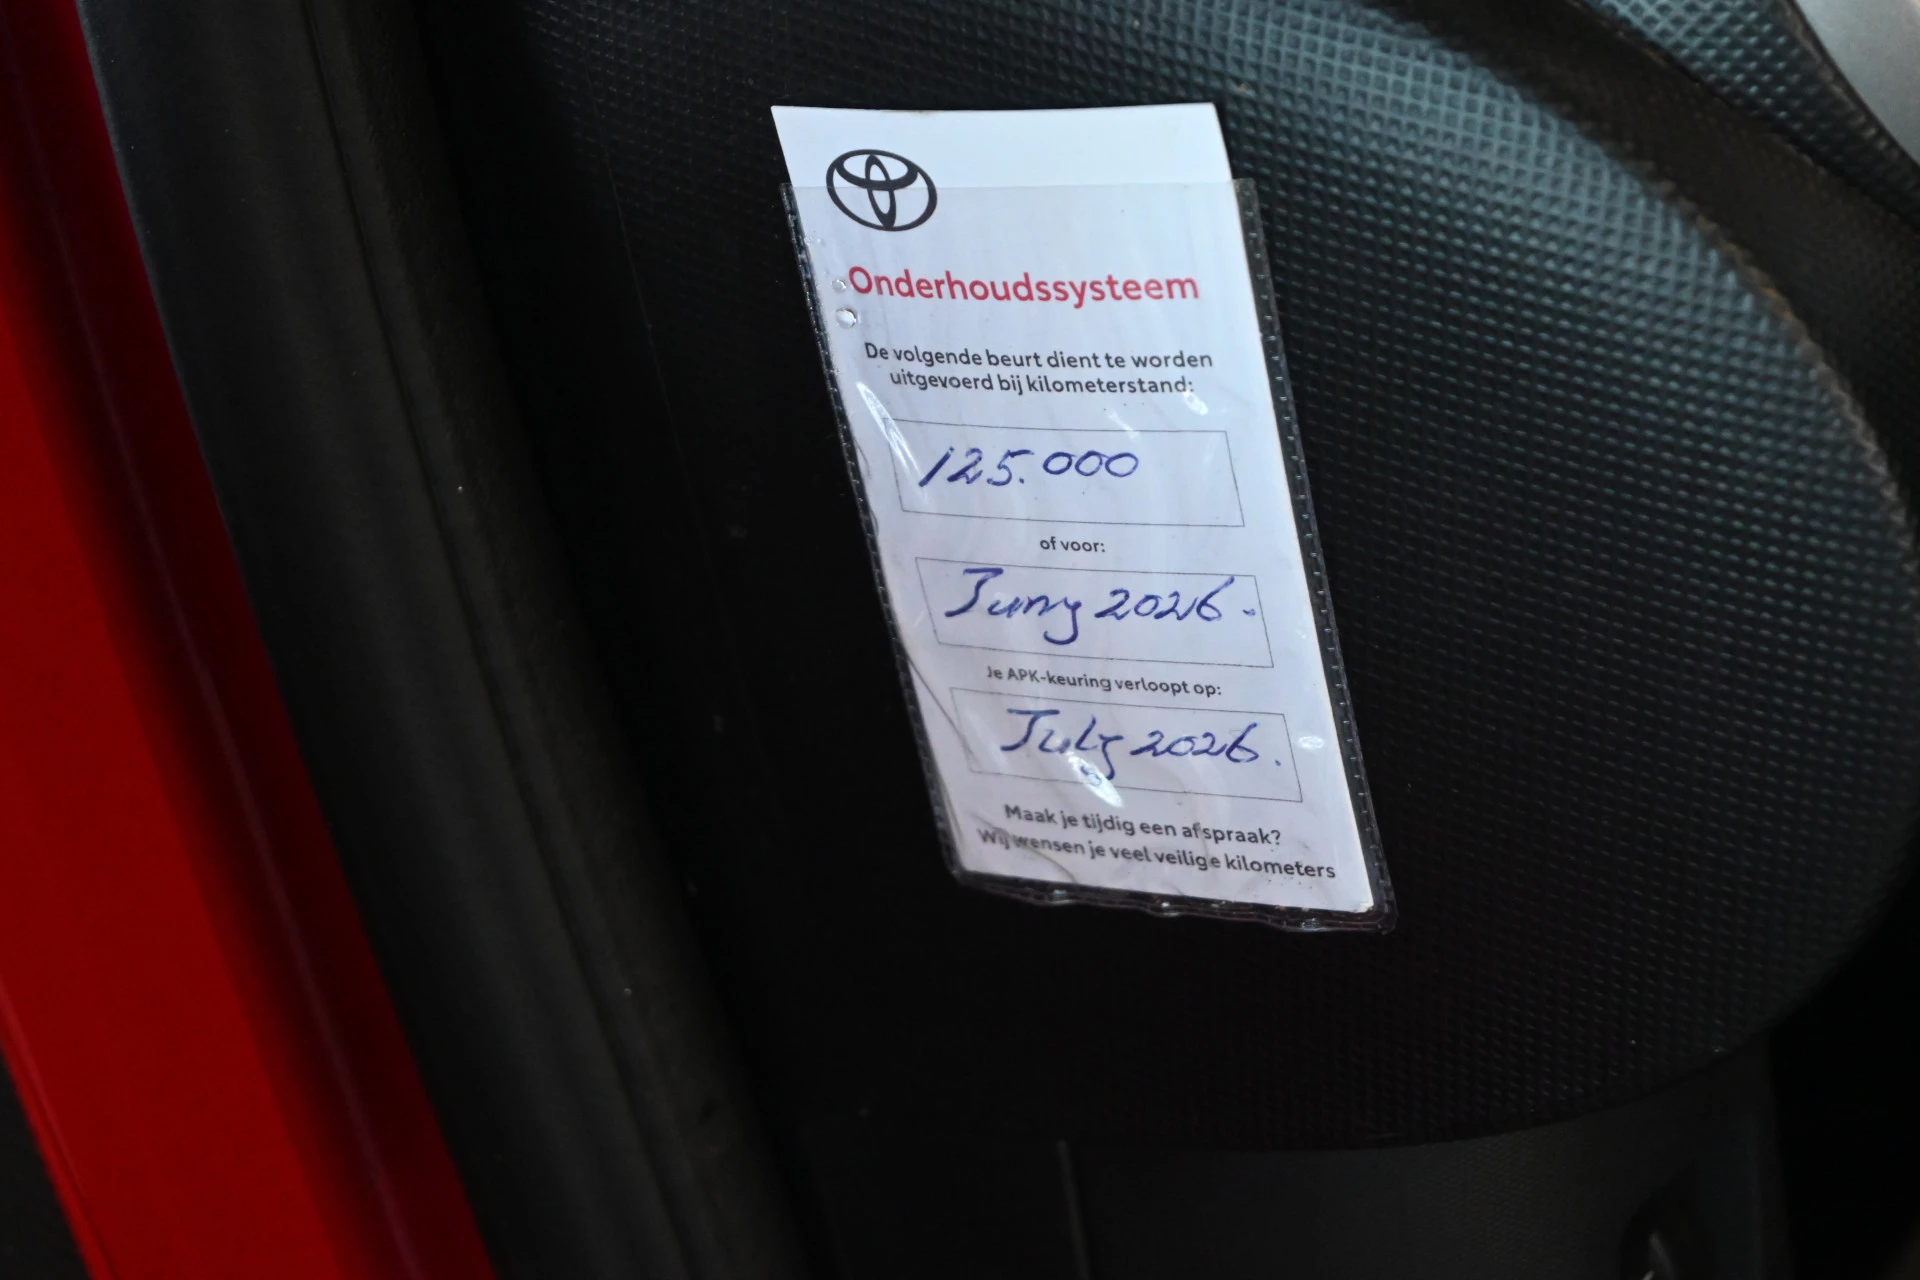 Onderhoudssysteem
De volgende beurt dient te worden
uitgevoerd bij kilometerstand:
125.000
of voor:
Juny 2026.
Je APK-keuring verloopt op:
July 2026.
Maak je tijdig een afspraak?
Wij wensen je veel veilige kilometers